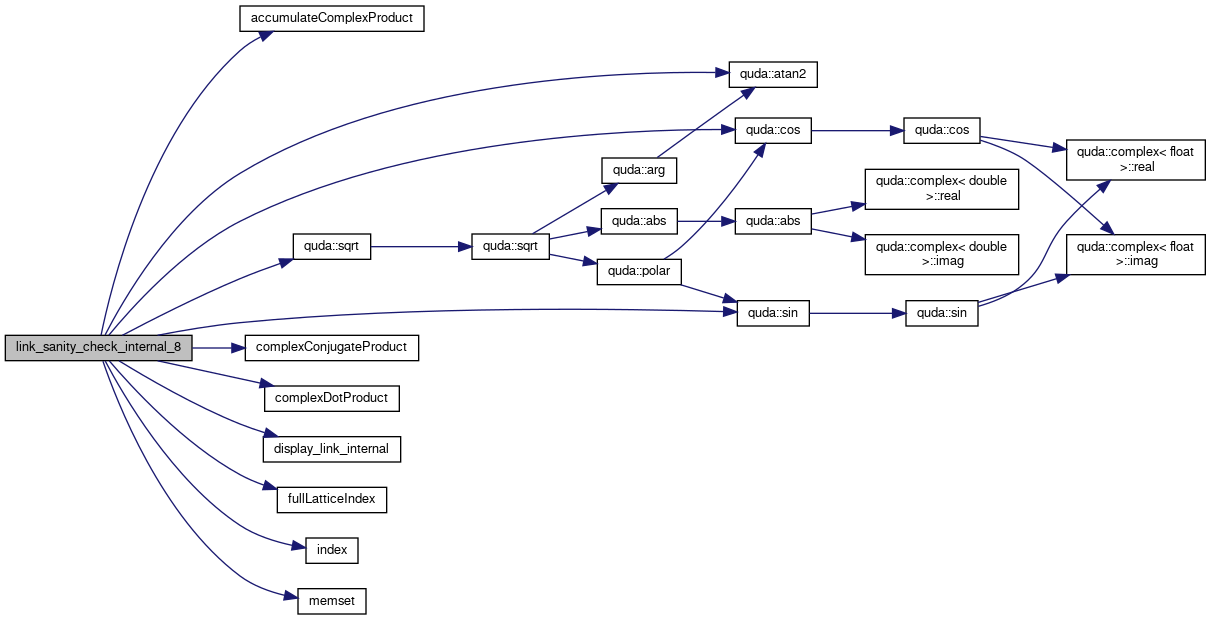 accumulateComplexProduct
quda::atan2
quda::cos
quda::cos
quda::complex< float
>::real
quda::arg
quda::complex< double
>::real
quda::abs
quda::abs
quda::sqrt
quda::sqrt
quda::complex< double
>::imag
quda::complex< float
>::imag
quda::polar
quda::sin
quda::sin
link_sanity_check_internal_8
complexConjugateProduct
complexDotProduct
display_link_internal
fullLatticeIndex
index
memset